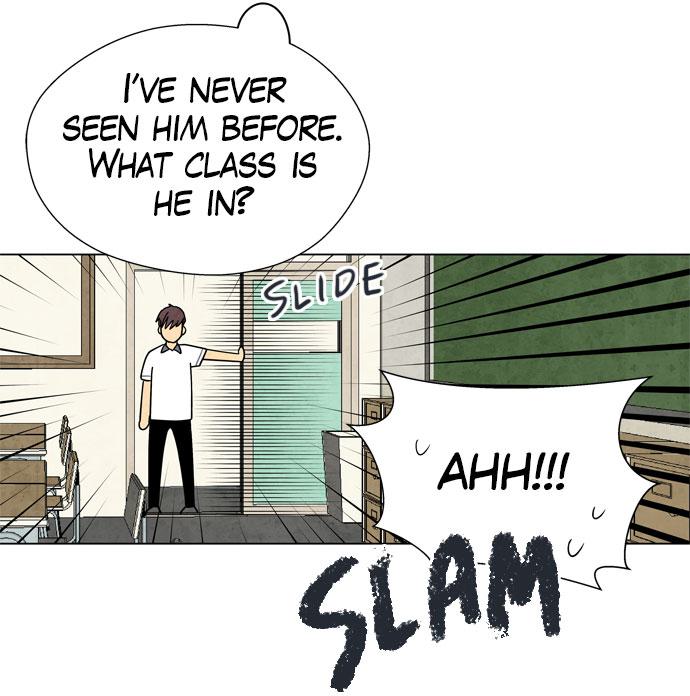 I'VE NEVER
SEEN HIM BEFORE.
WHAT CLASS IS
HE IN?
SLIDE
AHH!!!
SLAM